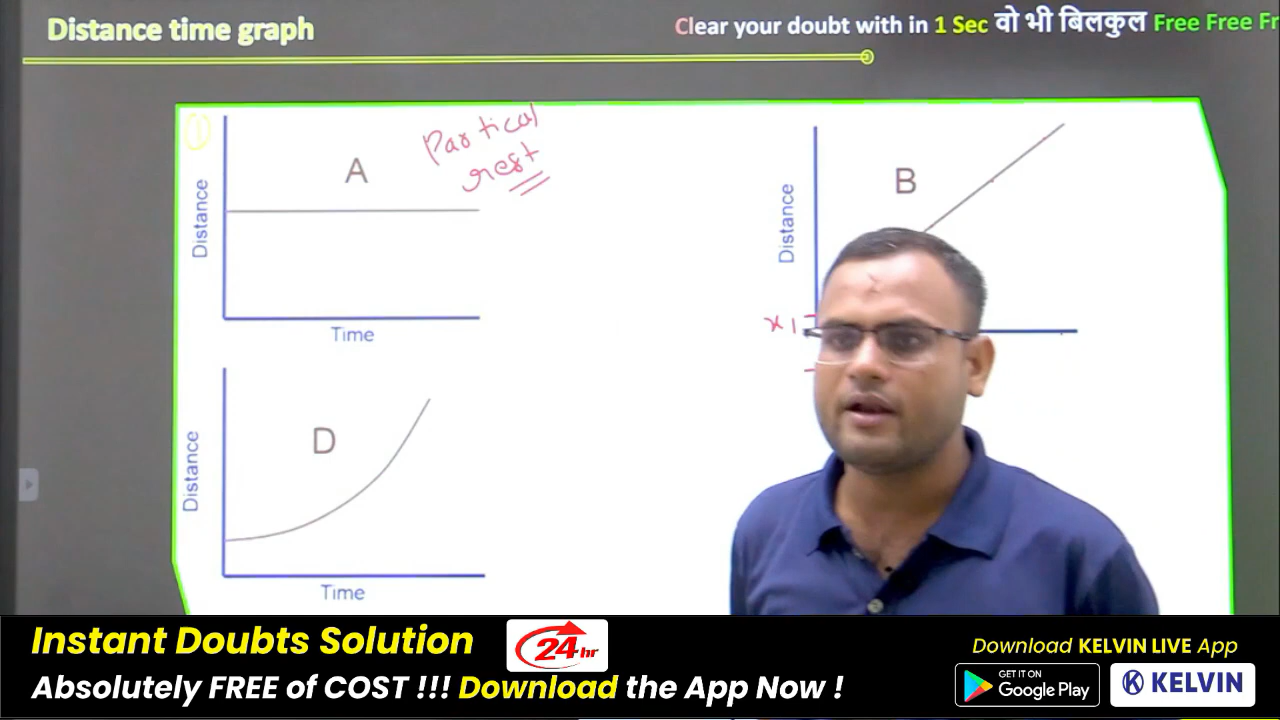 Distance time graph
Clear your doubt with in 1 Sec वो भी बिलकुल Free Free Fr
1
Partical
rest
A
Distance
Time
B
Distance
x1
D
Distance
Time
Instant Doubts Solution
24hr
Absolutely FREE of COST !!! Download the App Now !
Download KELVIN LIVE App
GET IT ON
Google Play
KELVIN